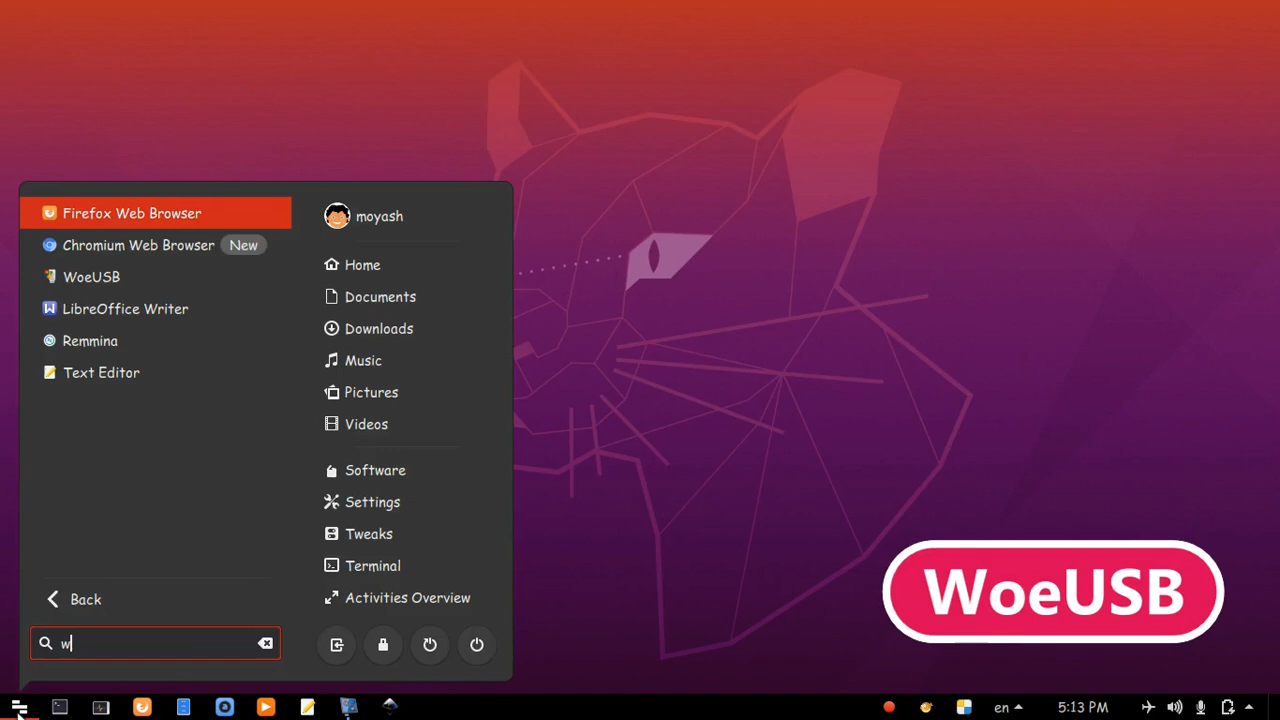 Firefox Web Browser
Chromium Web Browser New
WoeUSB
LibreOffice Writer
Remmina
Text Editor
Back
w
moyash
Home
Documents
Downloads
Music
Pictures
Videos
Software
Settings
Tweaks
Terminal
Activities Overview
WoeUSB
en
5:13 PM